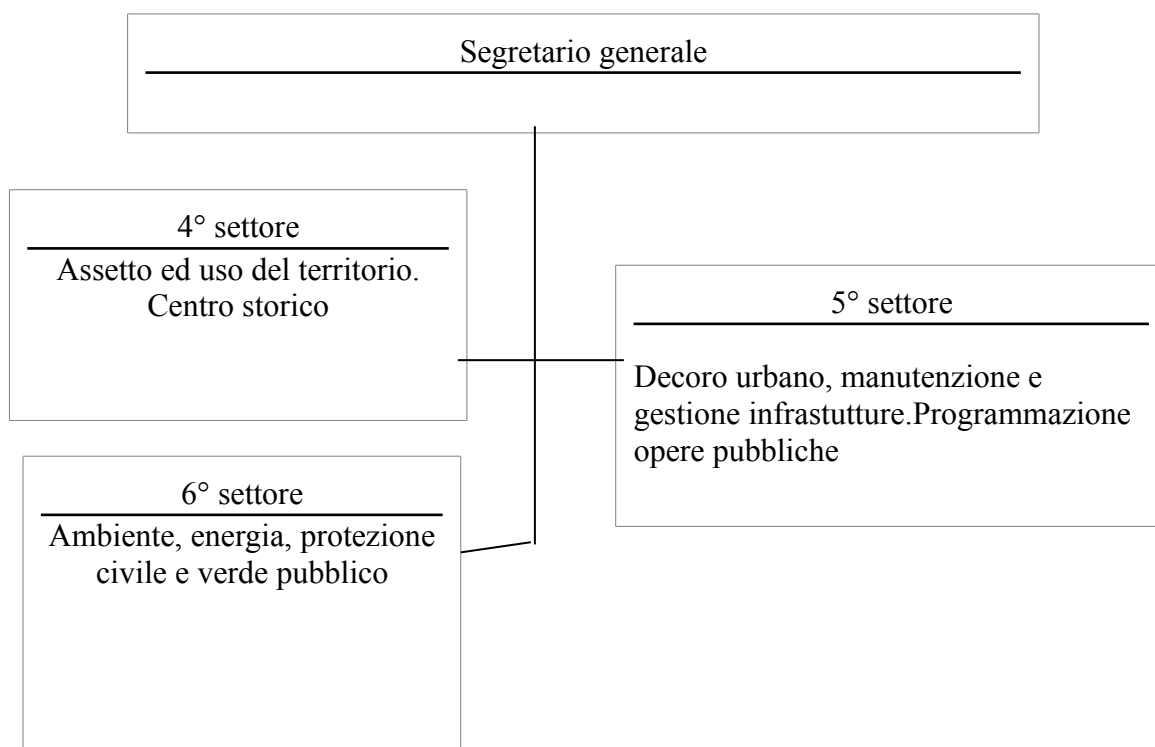 Segretario generale
4° settore
Assetto ed uso del territorio.
Centro storico
5° settore
Decoro urbano, manutenzione e
gestione infrastutture.Programmazione
opere pubbliche
6° settore
Ambiente, energia, protezione
civile e verde pubblico